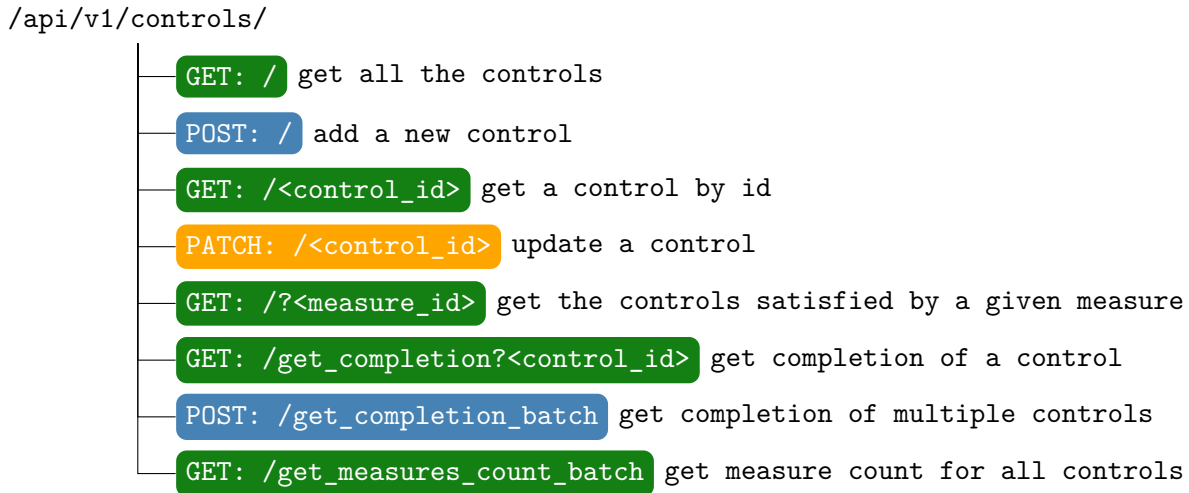 /api/v1/controls/
GET: / get all the controls
POST: / add a new control
GET: /<control_id> get a control by id
PATCH: /<control_id> update a control
GET: /?<measure_id> get the controls satisfied by a given measure
GET: /get_completion?<control_id> get completion of a control
POST: /get_completion_batch get completion of multiple controls
GET: /get_measures_count_batch get measure count for all controls